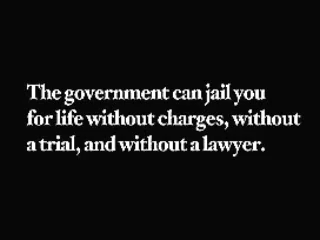 The government can jail you
for life without charges, without
a trial, and without a lawyer.